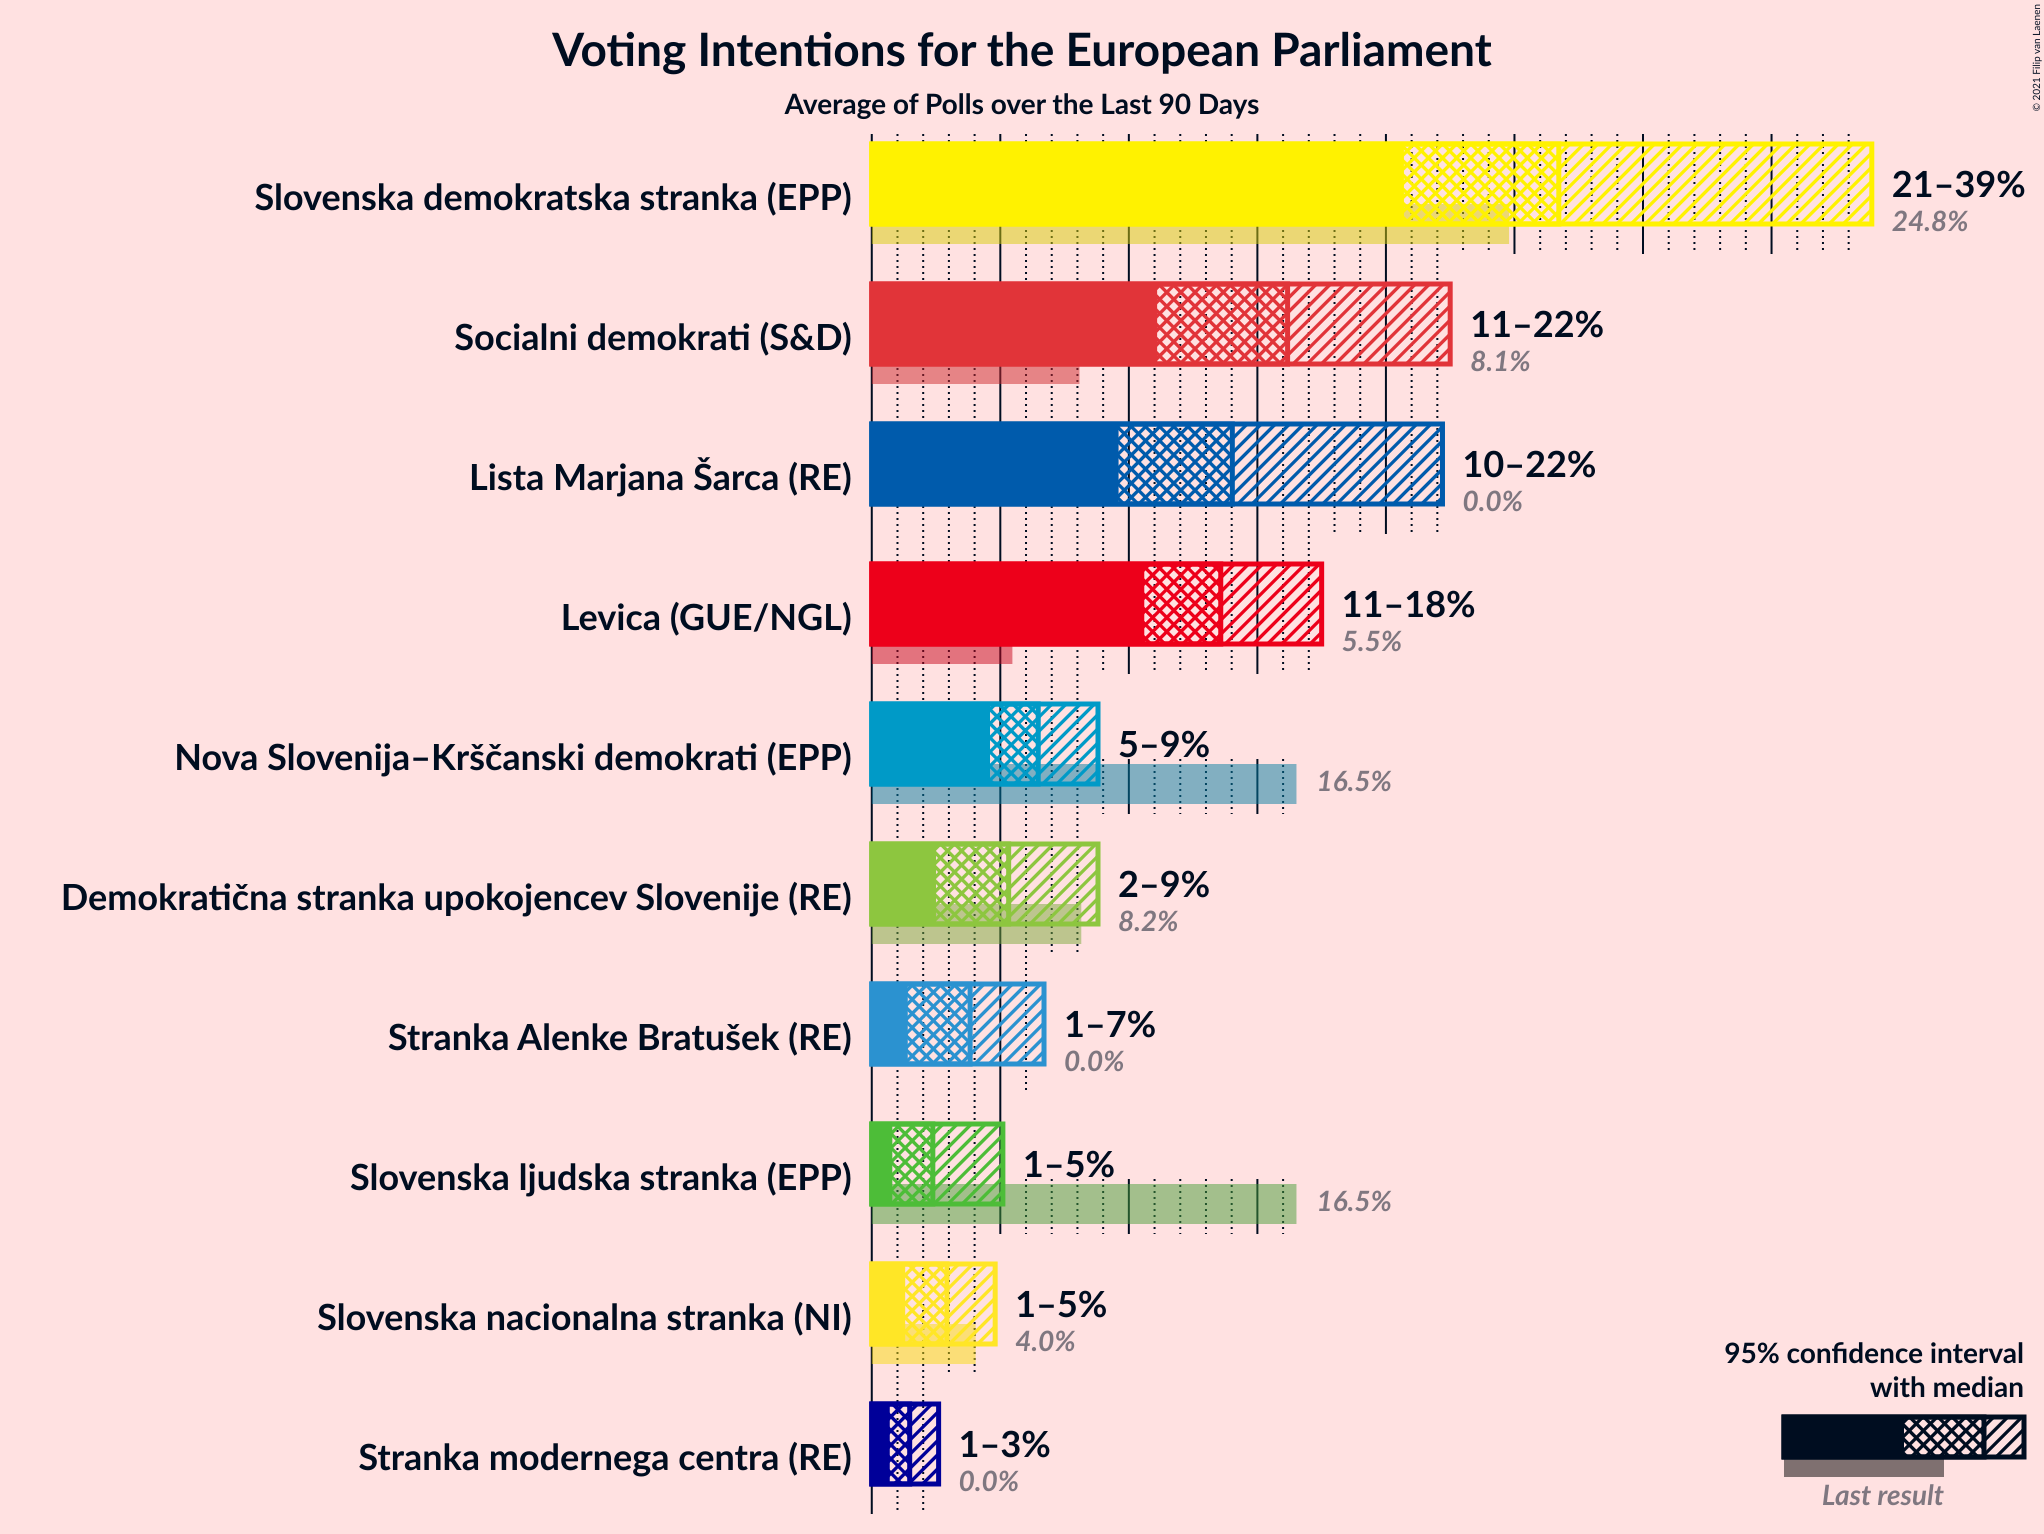 © 2021 Filip van Laenen
Voting Intentions for the European Parliament
Average of Polls over the Last 90 Days
Slovenska demokratska stranka (EPP)
21–39%
24.8%
Socialni demokrati (S&D)
11–22%
8.1%
Lista Marjana Šarca (RE)
10–22%
0.0%
Levica (GUE/NGL)
11–18%
5.5%
Nova Slovenija–Krščanski demokrati (EPP)
5–9%
16.5%
Demokratična stranka upokojencev Slovenije (RE)
2–9%
8.2%
Stranka Alenke Bratušek (RE)
1–7%
0.0%
Slovenska ljudska stranka (EPP)
1–5%
16.5%
Slovenska nacionalna stranka (NI)
1–5%
4.0%
Stranka modernega centra (RE)
1–3%
0.0%
95% confidence interval
with median
Last result